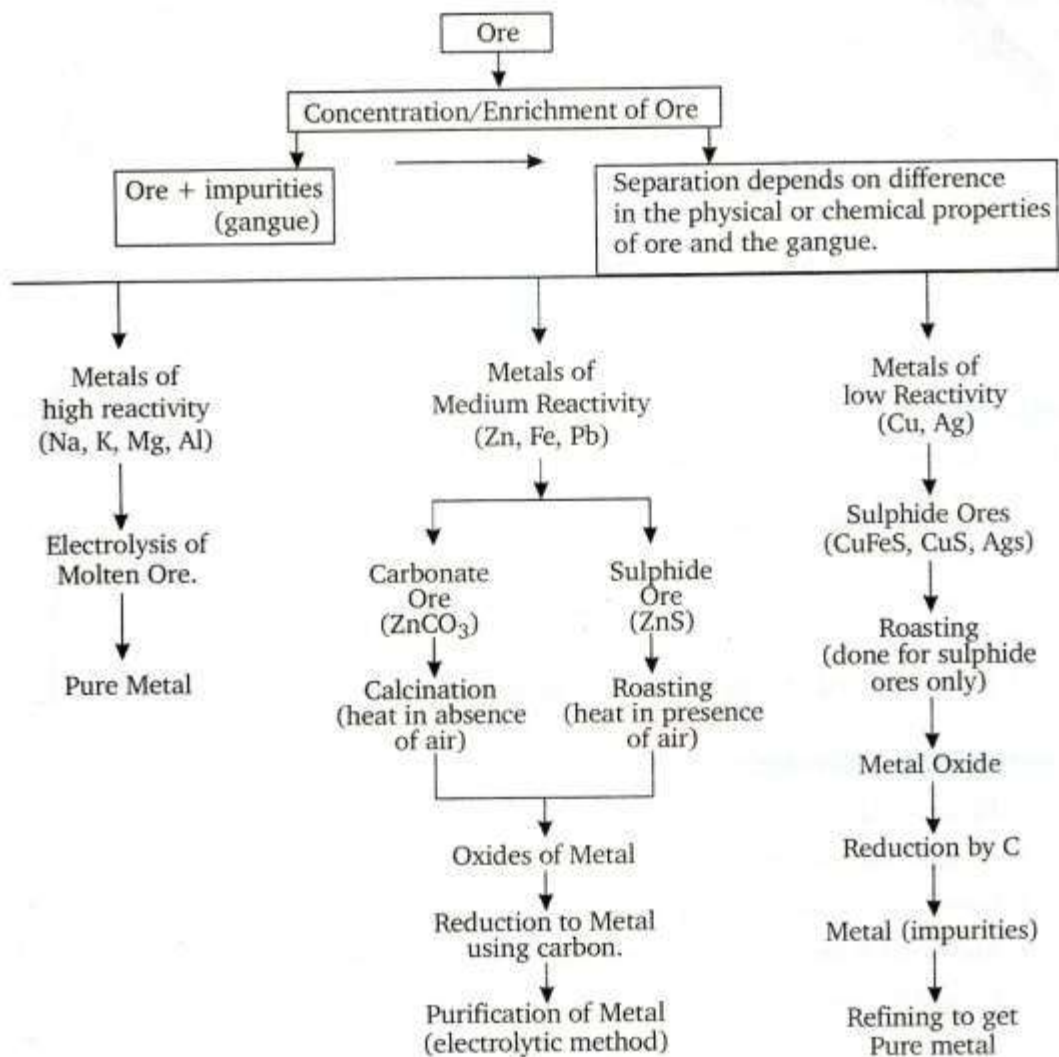 Ore
Concentration/Enrichment of Ore
Ore + impurities
(gangue)
Separation depends on difference
in the physical or chemical properties
of ore and the gangue.
Metals of
high reactivity
(Na, K, Mg, Al)
Electrolysis of
Molten Ore.
Pure Metal
Metals of
Medium Reactivity
(Zn, Fe, Pb)
Carbonate
Ore
(ZnCO₃)
Calcination
(heat in absence
of air)
Sulphide
Ore
(ZnS)
Roasting
(heat in presence
of air)
Oxides of Metal
Reduction to Metal
using carbon.
Purification of Metal
(electrolytic method)
Metals of
low Reactivity
(Cu, Ag)
Sulphide Ores
(CuFeS, CuS, Ags)
Roasting
(done for sulphide
ores only)
Metal Oxide
Reduction by C
Metal (impurities)
Refining to get
Pure metal